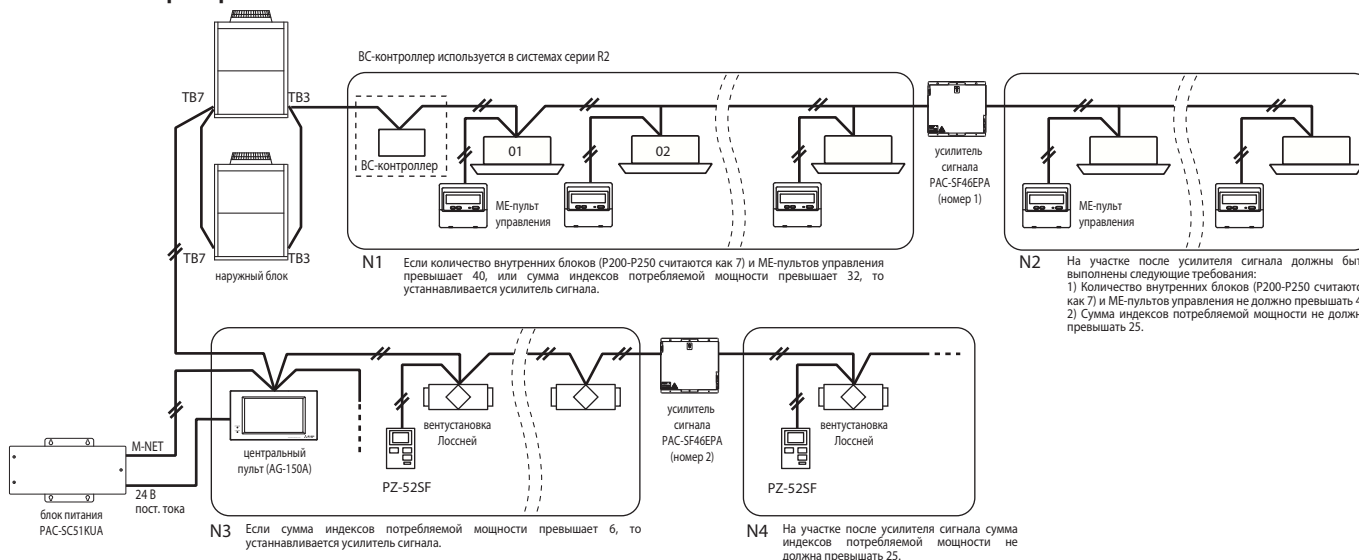 ВС-контроллер используется в системах серии R2
TB7
TB3
ВС-контроллер
01
02
МЕ-пульт
управления
усилитель
сигнала
PAC-SF46EPA
(номер 1)
МЕ-пульт
управления
TB7
TB3
наружный блок
N1
Если количество внутренних блоков (P200-P250 считаются как 7) и МЕ-пультов управления
превышает 40, или сумма индексов потребляемой мощности превышает 32, то
устанавливается усилитель сигнала.
N2
На участке после усилителя сигнала должны быт
выполнены следующие требования:
1) Количество внутренних блоков (P200-P250 считаютс
как 7) и МЕ-пультов управления не должно превышать 4
2) Сумма индексов потребляемой мощности не должн
превышать 25.
M-NET
24 В
пост. тока
блок питания
PAC-SC51KUA
центральный
пульт (AG-150A)
вентустановка
Лоссней
PZ-52SF
усилитель
сигнала
PAC-SF46EPA
(номер 2)
вентустановка
Лоссней
PZ-52SF
N3
Если сумма индексов потребляемой мощности превышает 6, то
устнанавливается усилитель сигнала.
N4
На участке после усилителя сигнала сумма
индексов потребляемой мощности не
должна превышать 25.